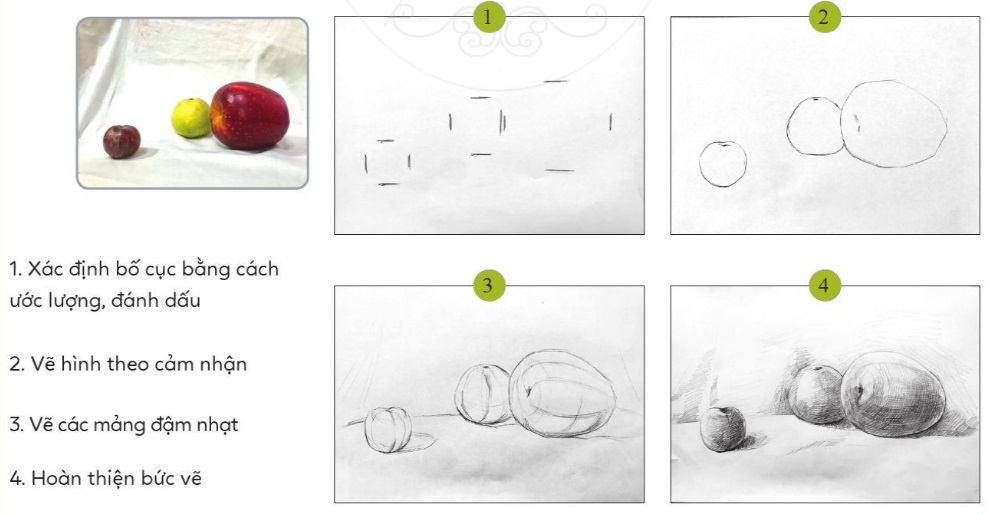 1
2
1. Xác định bố cục bằng cách
ước lượng, đánh dấu
2. Vẽ hình theo cảm nhận
3. Vẽ các mảng đậm nhạt
4. Hoàn thiện bức vẽ
3
4